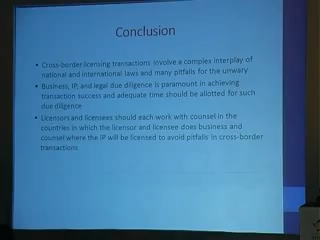 Conclusion
• Cross-border licensing transactions involve a complex interplay of
national and international laws and many pitfalls for the unwary
• Business, IP, and legal due diligence is paramount in achieving
transaction success and adequate time should be allotted for such
due diligence
• Licensors and licensees should each work with counsel in the
countries in which the licensor and licensee does business and
counsel where the IP will be licensed to avoid pitfalls in cross-border
transactions